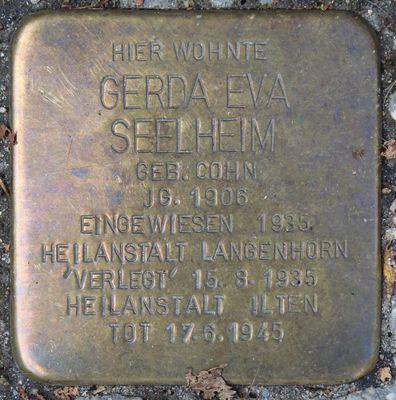 HIER WOHNTE
GERDA EVA
SEELHEIM
GEB. COHN
JG. 1906
EINGEWIESEN 1935
HEILANSTALT LANGENHORN
'VERLEGT' 15. 8. 1935
HEILANSTALT ILTEN
TOT 17.6.1945